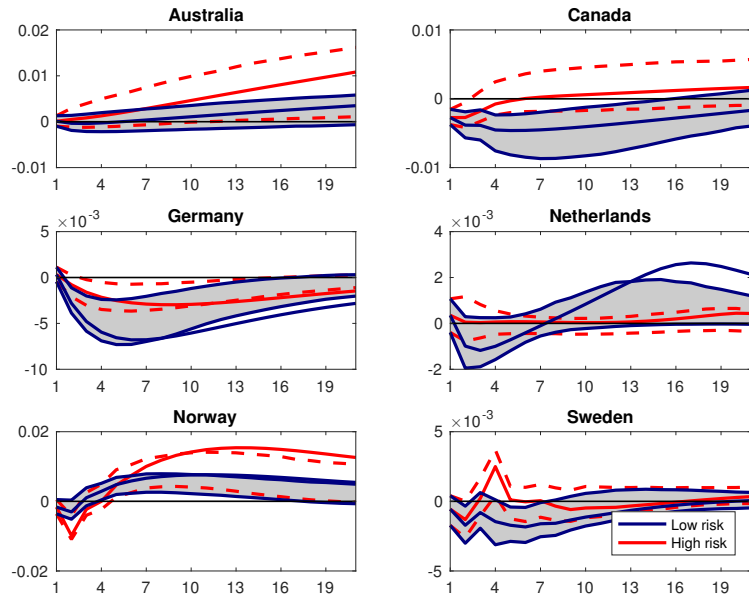 Australia
0.02
0.01
0
-0.01
1 4 7 10 13 16 19
Canada
0.01
0
-0.01
1 4 7 10 13 16 19
Germany
×10⁻³
5
0
-5
-10
1 4 7 10 13 16 19
Netherlands
×10⁻³
4
2
0
-2
1 4 7 10 13 16 19
Norway
0.02
0
-0.02
1 4 7 10 13 16 19
Sweden
×10⁻³
5
0
-5
1 4 7 10 13 16 19
Low risk
High risk